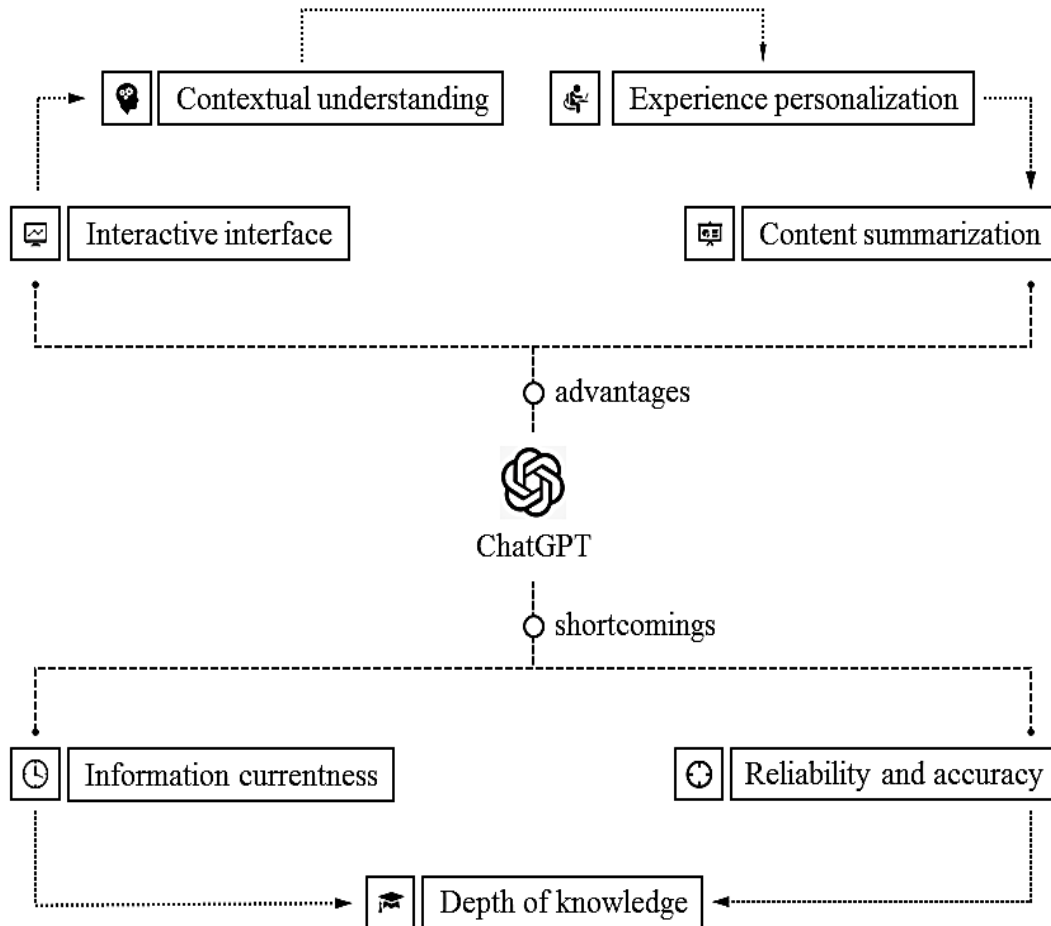 Contextual understanding
Experience personalization
Interactive interface
Content summarization
advantages
ChatGPT
shortcomings
Information currentness
Reliability and accuracy
Depth of knowledge